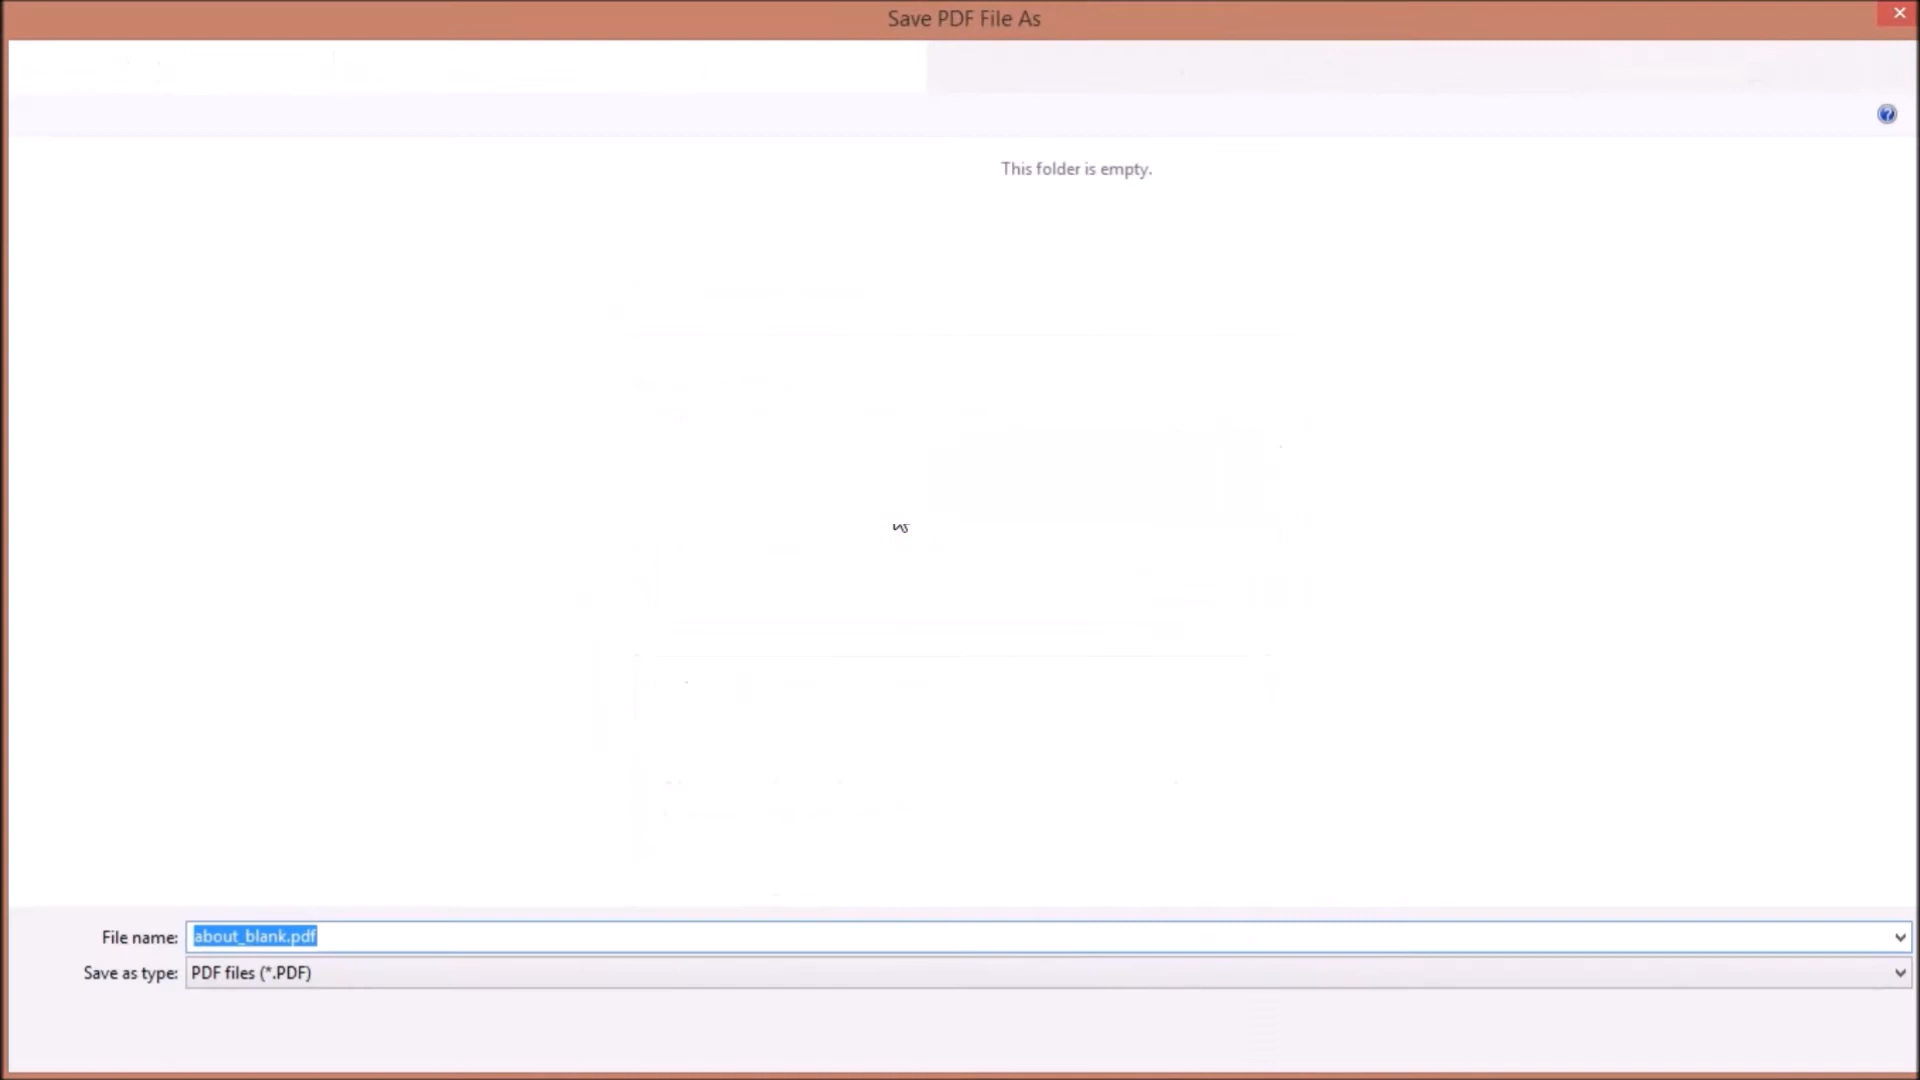 Save PDF File As
This folder is empty.
File name: about_blank.pdf
Save as type: PDF files (*.PDF)